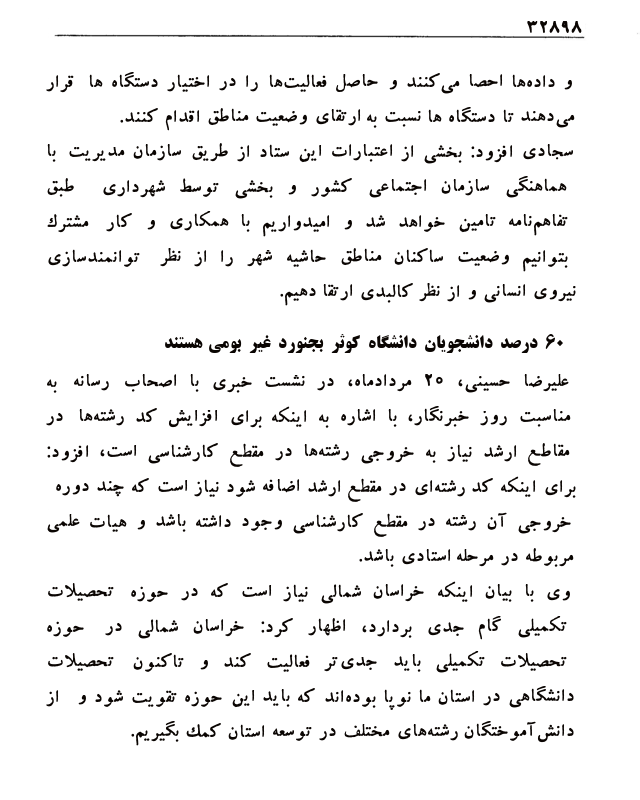 ۳۲۸۹۸
و داده‌ها احصا می‌کنند و حاصل فعالیت‌ها را در اختیار دستگاه ها قرار
می‌دهند تا دستگاه ها نسبت به ارتقای وضعیت مناطق اقدام کنند.
سجادی افزود: بخشی از اعتبارات این ستاد از طریق سازمان مدیریت با
هماهنگی سازمان اجتماعی کشور و بخشی توسط شهرداری طبق
تفاهم‌نامه تامین خواهد شد و امیدواریم با همکاری و کار مشترك
بتوانیم وضعیت ساکنان مناطق حاشیه شهر را از نظر توانمندسازی
نیروی انسانی و از نظر کالبدی ارتقا دهیم.
۶۰ درصد دانشجویان دانشگاه کوثر بجنورد غیر بومی هستند
علیرضا حسینی، ۲۰ مردادماه، در نشست خبری با اصحاب رسانه به
مناسبت روز خبرنگار، با اشاره به اینکه برای افزایش کد رشته‌ها در
مقاطع ارشد نیاز به خروجی رشته‌ها در مقطع کارشناسی است، افزود:
برای اینکه کد رشته‌ای در مقطع ارشد اضافه شود نیاز است که چند دوره
خروجی آن رشته در مقطع کارشناسی وجود داشته باشد و هیات علمی
مربوطه در مرحله استادی باشد.
وی با بیان اینکه خراسان شمالی نیاز است که در حوزه تحصیلات
تکمیلی گام جدی بردارد، اظهار کرد: خراسان شمالی در حوزه
تحصیلات تکمیلی باید جدی‌تر فعالیت کند و تاکنون تحصیلات
دانشگاهی در استان ما نوپا بوده‌اند که باید این حوزه تقویت شود و از
دانش‌آموختگان رشته‌های مختلف در توسعه استان کمك بگیریم.